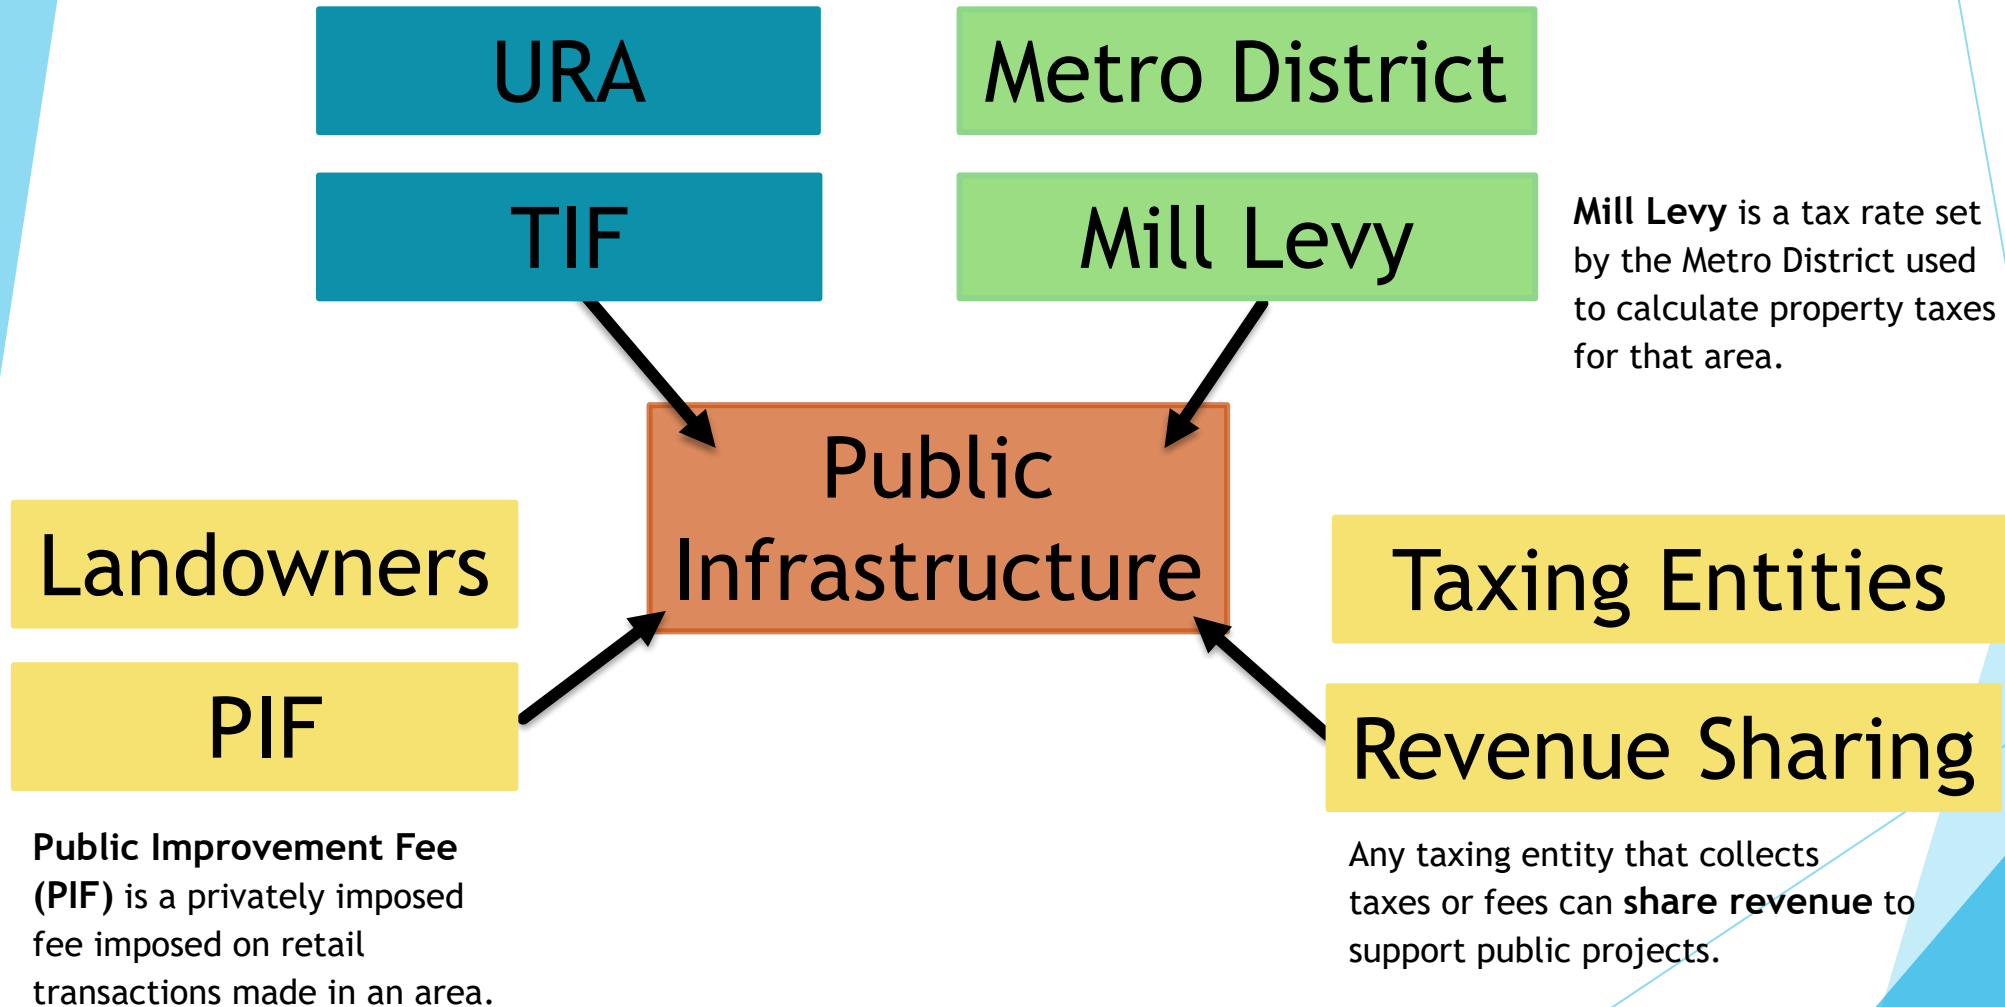 URA
TIF
Metro District
Mill Levy
Mill Levy is a tax rate set
by the Metro District used
to calculate property taxes
for that area.
Public
Infrastructure
Landowners
PIF
Public Improvement Fee
(PIF) is a privately imposed
fee imposed on retail
transactions made in an area.
Taxing Entities
Revenue Sharing
Any taxing entity that collects
taxes or fees can share revenue to
support public projects.